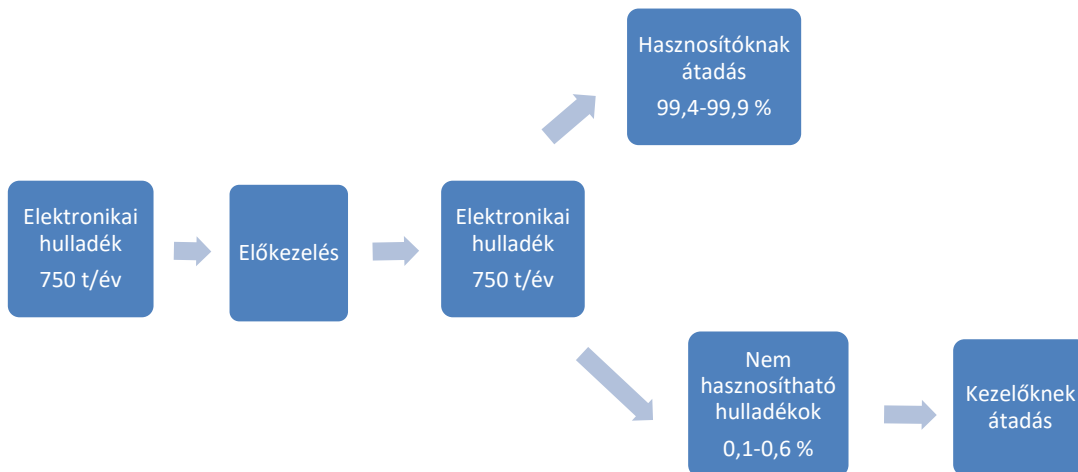 Hasznosítóknak
átadás
99,4-99,9 %
Elektronikai
hulladék
750 t/év
Előkezelés
Elektronikai
hulladék
750 t/év
Nem
hasznosítható
hulladékok
0,1-0,6 %
Kezelőknek
átadás